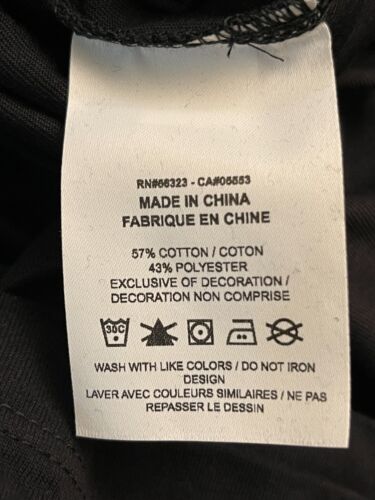 RN#56323 - CA#05553
MADE IN CHINA
FABRIQUE EN CHINE
57% COTTON / COTON
43% POLYESTER
EXCLUSIVE OF DECORATION /
DECORATION NON COMPRISE
30C
WASH WITH LIKE COLORS / DO NOT IRON
DESIGN
LAVER AVEC COULEURS SIMILAIRES / NE PAS
REPASSER LE DESSIN